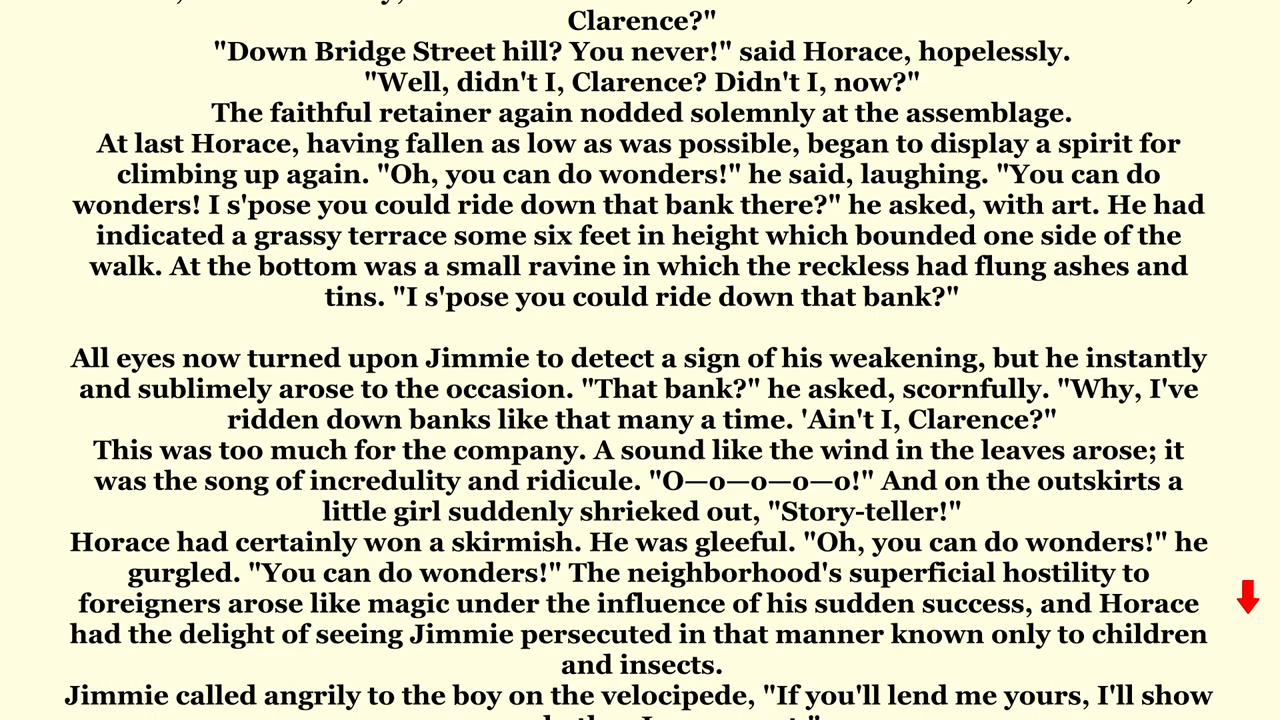 Clarence?"
"Down Bridge Street hill? You never!" said Horace, hopelessly.
"Well, didn't I, Clarence? Didn't I, now?"
The faithful retainer again nodded solemnly at the assemblage.
At last Horace, having fallen as low as was possible, began to display a spirit for
climbing up again. "Oh, you can do wonders!" he said, laughing. "You can do
wonders! I s'pose you could ride down that bank there?" he asked, with art. He had
indicated a grassy terrace some six feet in height which bounded one side of the
walk. At the bottom was a small ravine in which the reckless had flung ashes and
tins. "I s'pose you could ride down that bank?"
All eyes now turned upon Jimmie to detect a sign of his weakening, but he instantly
and sublimely arose to the occasion. "That bank?" he asked, scornfully. "Why, I've
ridden down banks like that many a time. 'Ain't I, Clarence?"
This was too much for the company. A sound like the wind in the leaves arose; it
was the song of incredulity and ridicule. "O—o—o—o—o!" And on the outskirts a
little girl suddenly shrieked out, "Story-teller!"
Horace had certainly won a skirmish. He was gleeful. "Oh, you can do wonders!" he
gurgled. "You can do wonders!" The neighborhood's superficial hostility to
foreigners arose like magic under the influence of his sudden success, and Horace
had the delight of seeing Jimmie persecuted in that manner known only to children
and insects.
Jimmie called angrily to the boy on the velocipede, "If you'll lend me yours, I'll show